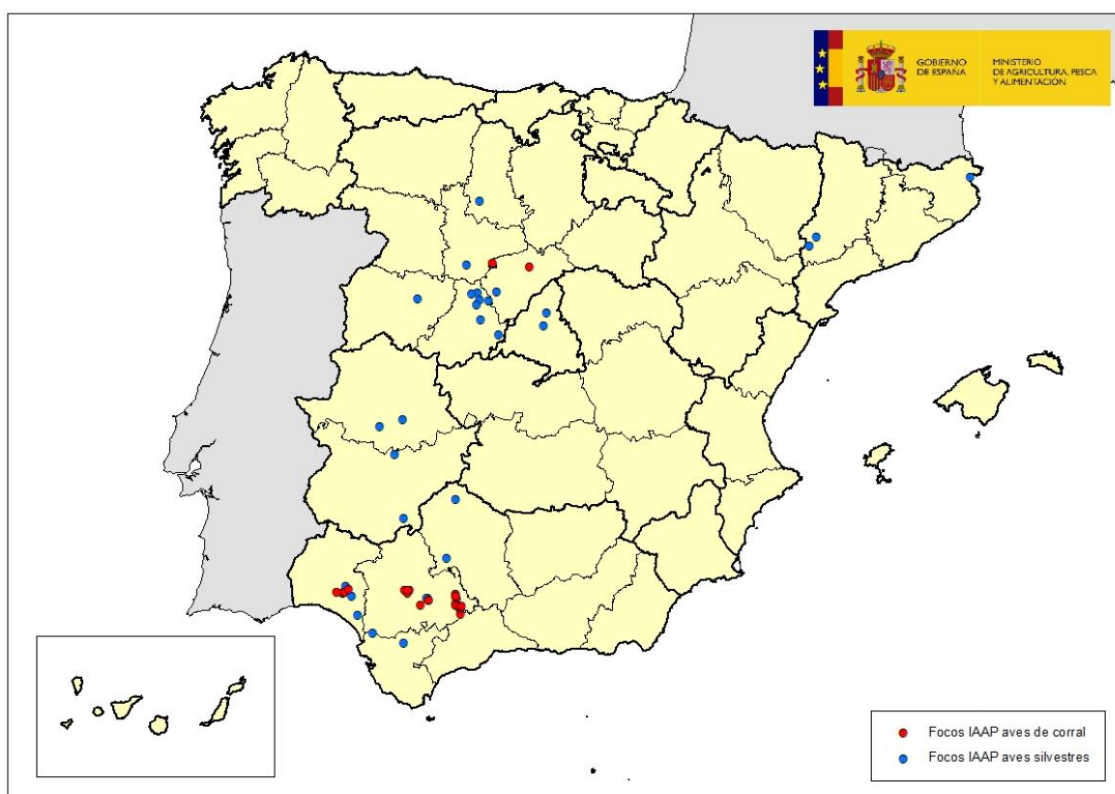 GOBIERNO
DE ESPAÑA
MINISTERIO
DE AGRICULTURA, PESCA
Y ALIMENTACIÓN
Focos IAAP aves de corral
Focos IAAP aves silvestres